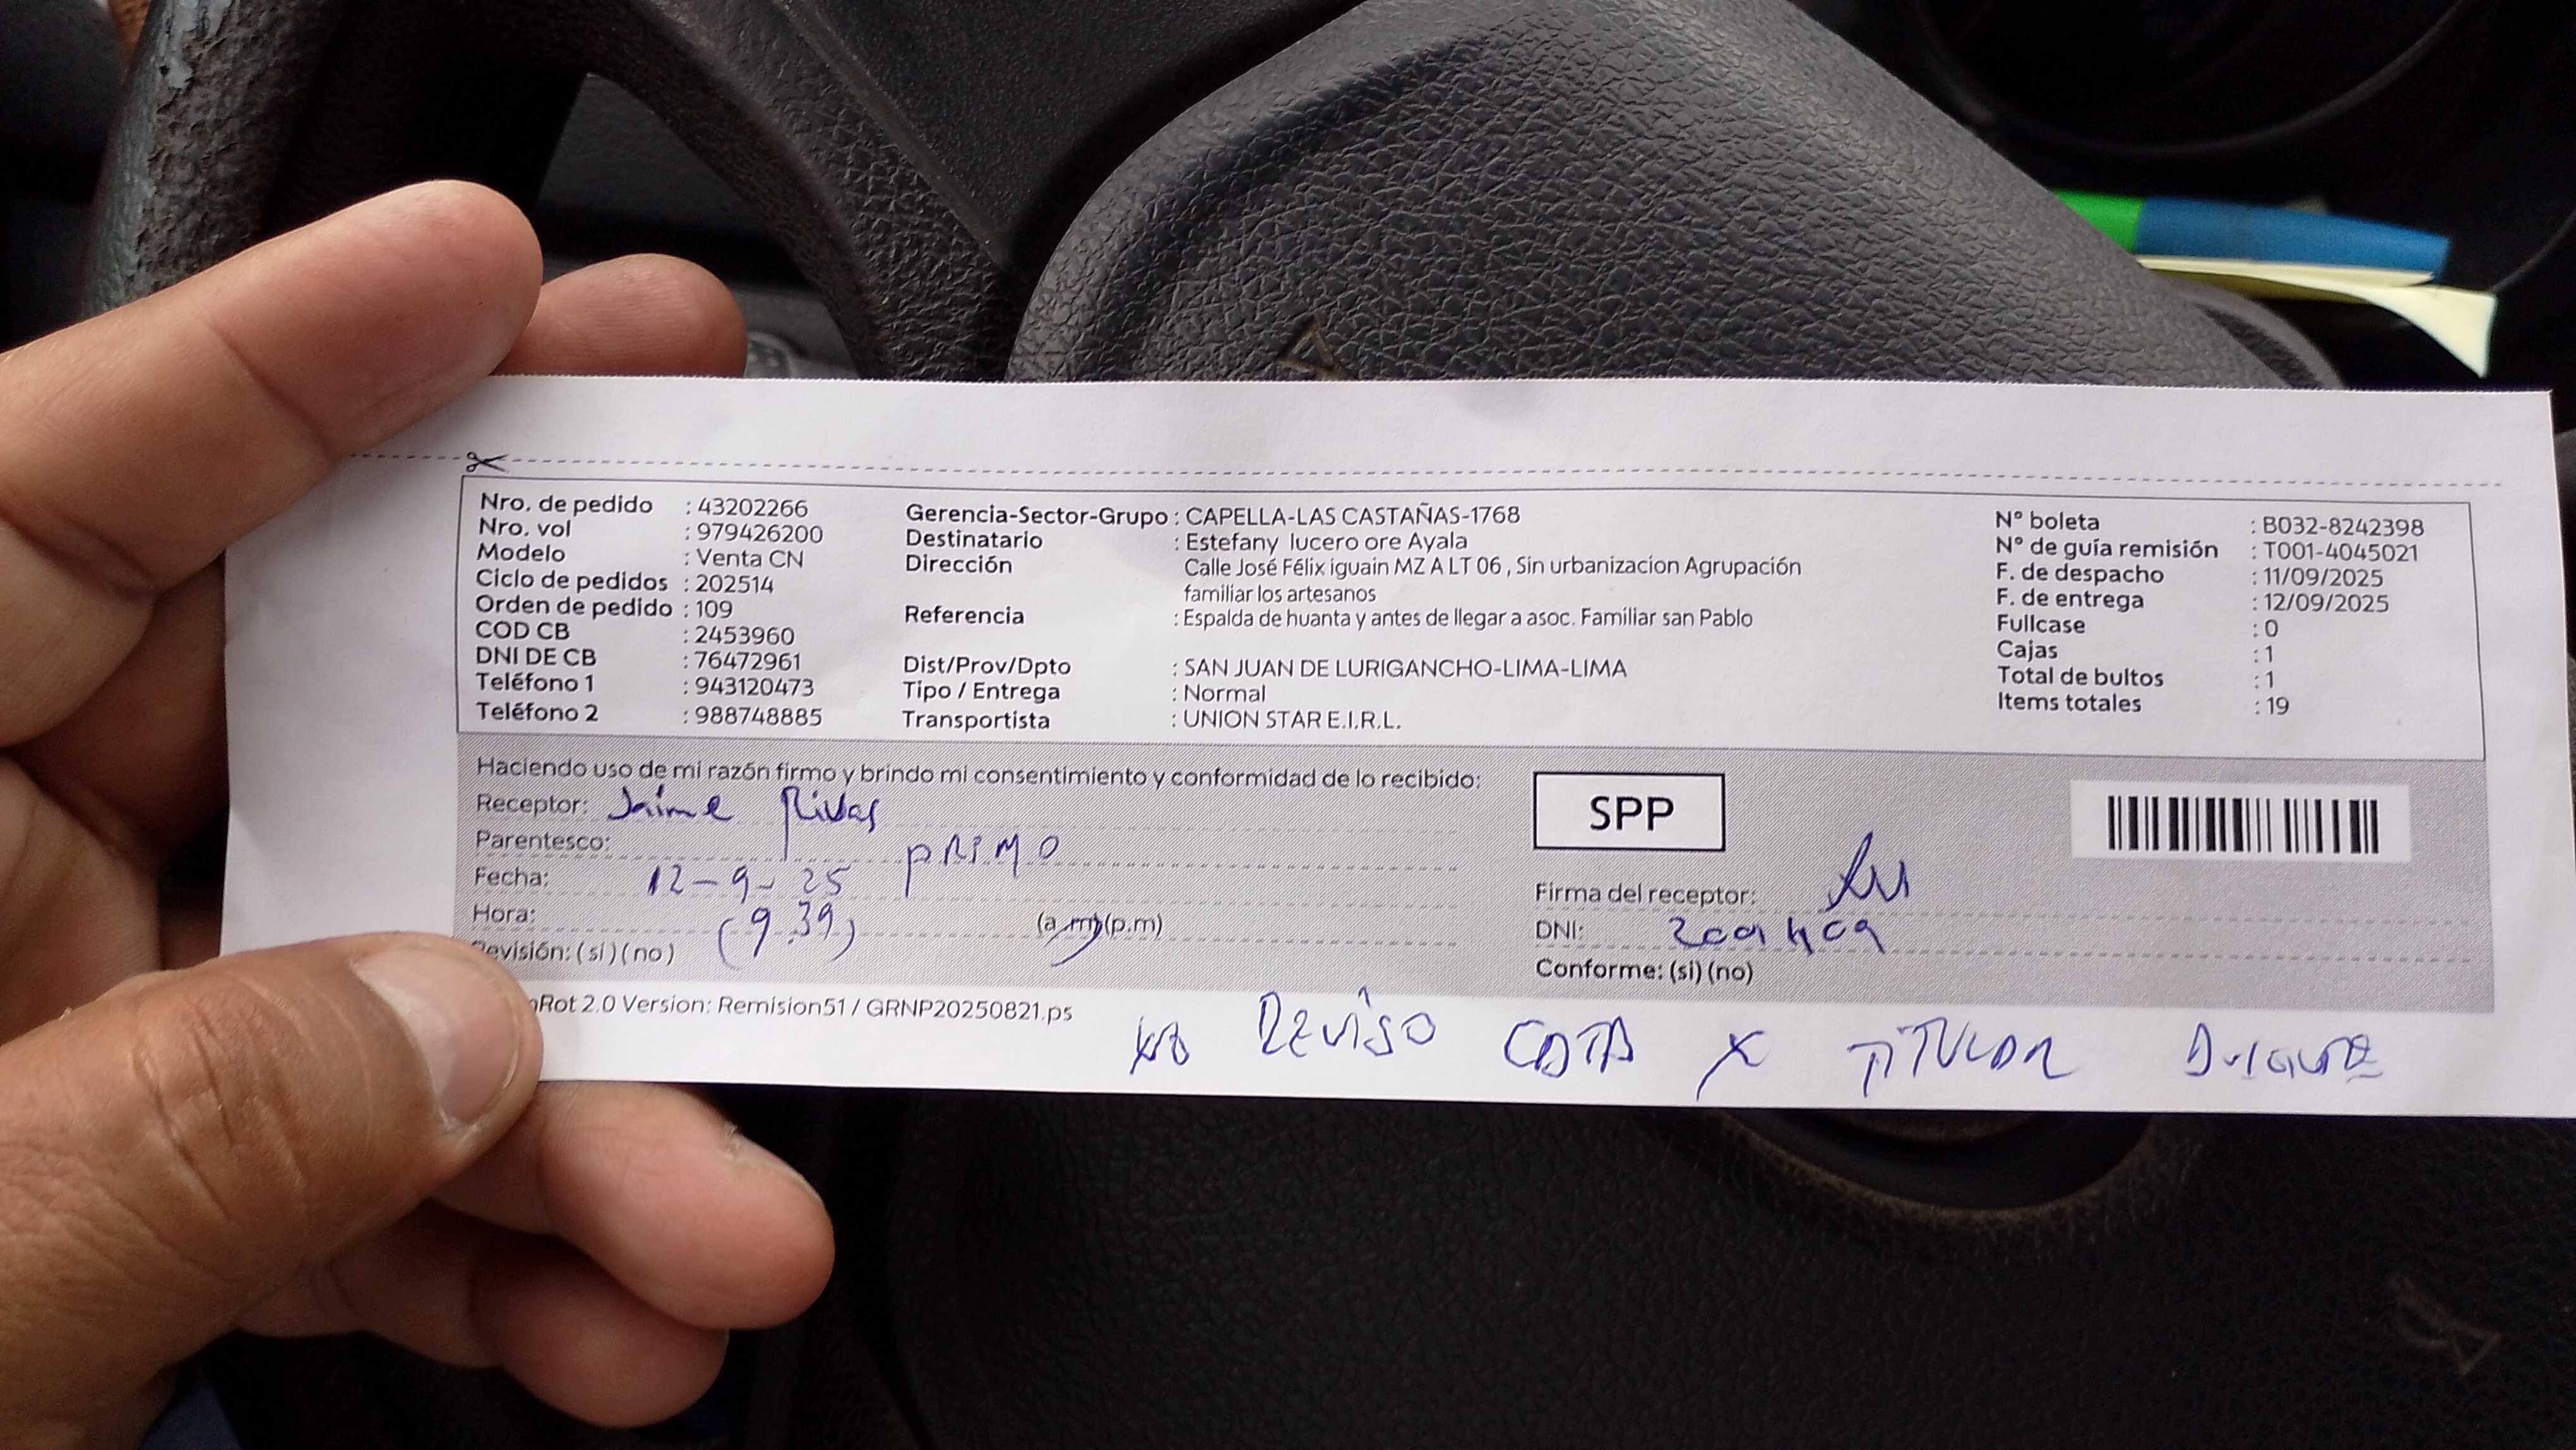 Nro. de pedido : 43202266
Nro. vol : 979426200
Modelo : Venta CN
Ciclo de pedidos : 202514
Orden de pedido : 109
COD CB : 2453960
DNI DE CB : 76472961
Teléfono 1 : 943120473
Teléfono 2 : 988748885
Gerencia-Sector-Grupo : CAPELLA-LAS CASTAÑAS-1768
Destinatario : Estefany lucero ore Ayala
Dirección Calle José Félix iguain MZ A LT 06 , Sin urbanizacion Agrupación
familiar los artesanos
Referencia : Espalda de huanta y antes de llegar a asoc. Familiar san Pablo
Dist/Prov/Dpto : SAN JUAN DE LURIGANCHO-LIMA-LIMA
Tipo / Entrega : Normal
Transportista : UNION STAR E.I.R.L.
N° boleta : B032-8242398
N° de guía remisión : T001-4045021
F. de despacho : 11/09/2025
F. de entrega : 12/09/2025
Fullcase : 0
Cajas : 1
Total de bultos : 1
Items totales : 19
Haciendo uso de mi razón firmo y brindo mi consentimiento y conformidad de lo recibido:
Receptor: Jaime Rivas
Parentesco: PRIMO
Fecha: 12-9-25
Hora: (9.39) (a.m)(p.m)
evisión: (si) (no)
SPP
Firma del receptor:
DNI:
Conforme: (si) (no)
Rot 2.0 Version: Remision51 / GRNP20250821.ps
NO REVISO CAJA X TITULAR